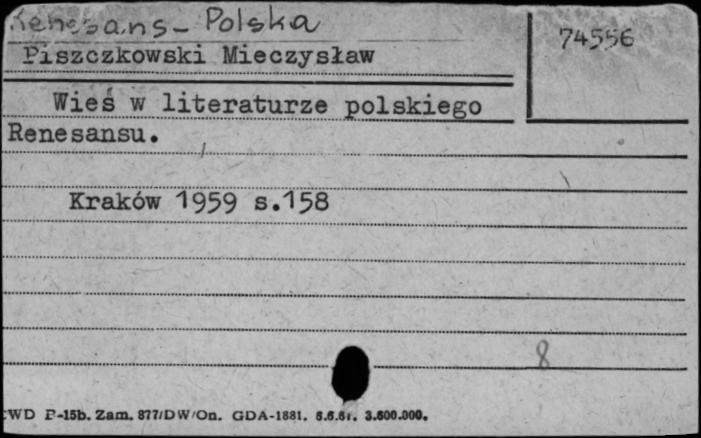 Renesans - Polska
74556
Piszczkowski Mieczysław
Wieś w literaturze polskiego
Renesansu.
Kraków 1959 s.158
8
CWD P-15b. Zam. 877/DW/On. GDA-1881. 6.6.61. 3.600.000.